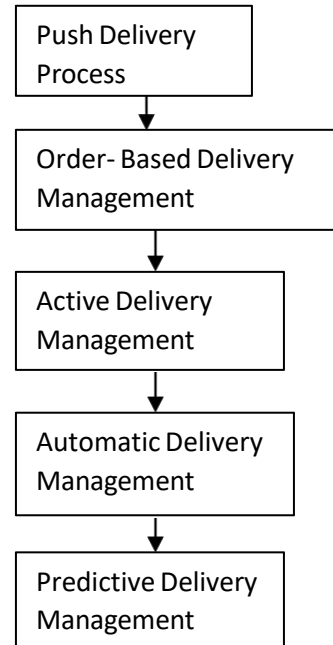 Push Delivery
Process
Order- Based Delivery
Management
Active Delivery
Management
Automatic Delivery
Management
Predictive Delivery
Management